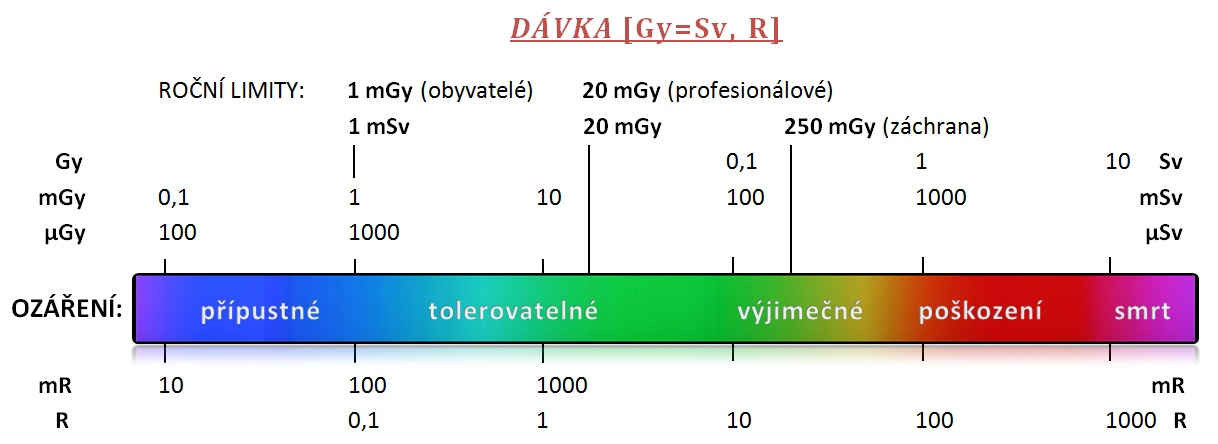 DÁVKA [Gy=Sv, R]
ROČNÍ LIMITY: 1 mGy (obyvatelé) 20 mGy (profesionálové)
1 mSv 20 mGy 250 mGy (záchrana)
Gy 0,1 1 10 Sv
mGy 0,1 1 10 100 1000 mSv
µGy 100 1000 µSv
OZÁŘENÍ: přípustné tolerovatelné výjimečné poškození smrt
mR 10 100 1000 mR
R 0,1 1 10 100 1000 R